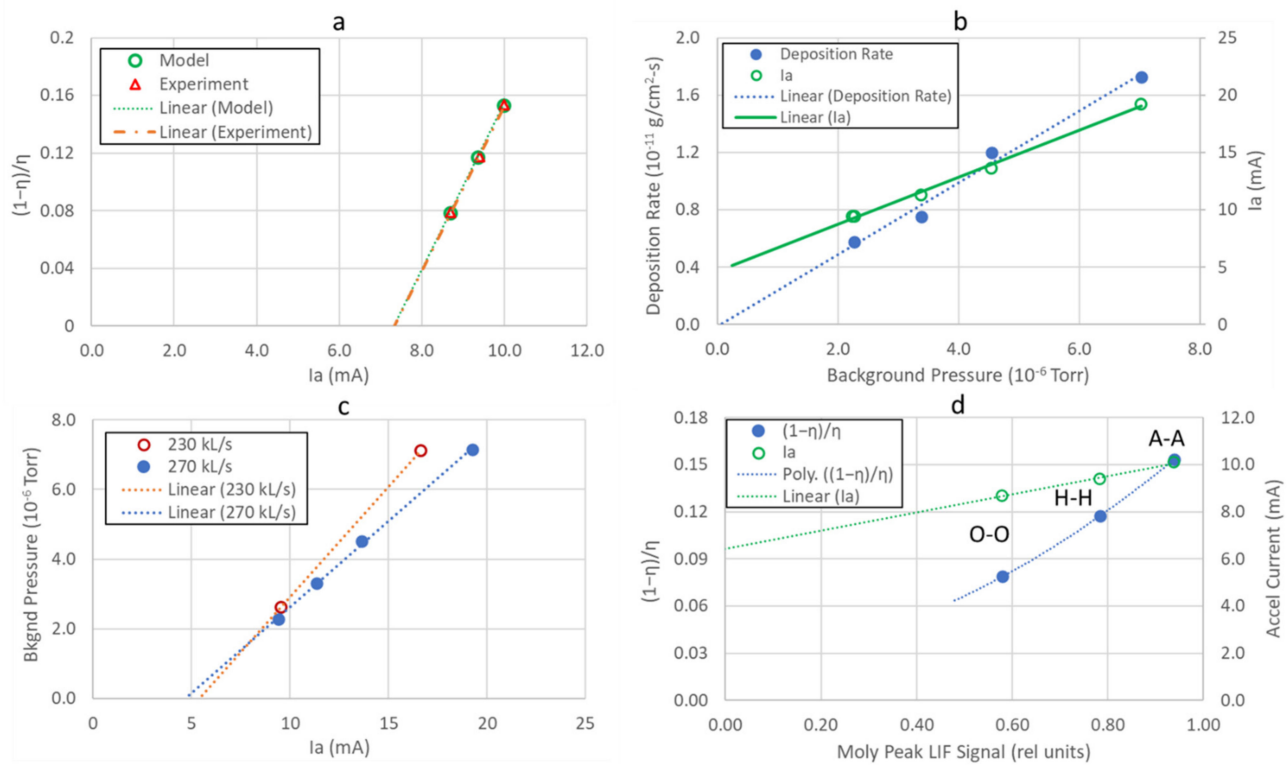 a
0.2
0.16
0.12
0.08
0.04
0
(1−η)/η
Model
Experiment
Linear (Model)
Linear (Experiment)
0.0 2.0 4.0 6.0 8.0 10.0 12.0
Ia (mA)
b
2.0
1.6
1.2
0.8
0.4
0.0
Deposition Rate (10⁻¹¹ g/cm²-s)
Deposition Rate
Ia
Linear (Deposition Rate)
Linear (Ia)
25
20
15
10
5
0
Ia (mA)
0.0 2.0 4.0 6.0 8.0
Background Pressure (10⁻⁶ Torr)
c
8.0
6.0
4.0
2.0
0.0
Bkgnd Pressure (10⁻⁶ Torr)
230 kL/s
270 kL/s
Linear (230 kL/s)
Linear (270 kL/s)
0 5 10 15 20 25
Ia (mA)
d
0.18
0.15
0.12
0.09
0.06
0.03
0.00
(1−η)/η
(1−η)/η
Ia
Poly. ((1−η)/η)
Linear (Ia)
A-A
H-H
O-O
12.0
10.0
8.0
6.0
4.0
2.0
0.0
Accel Current (mA)
0.00 0.20 0.40 0.60 0.80 1.00
Moly Peak LIF Signal (rel units)